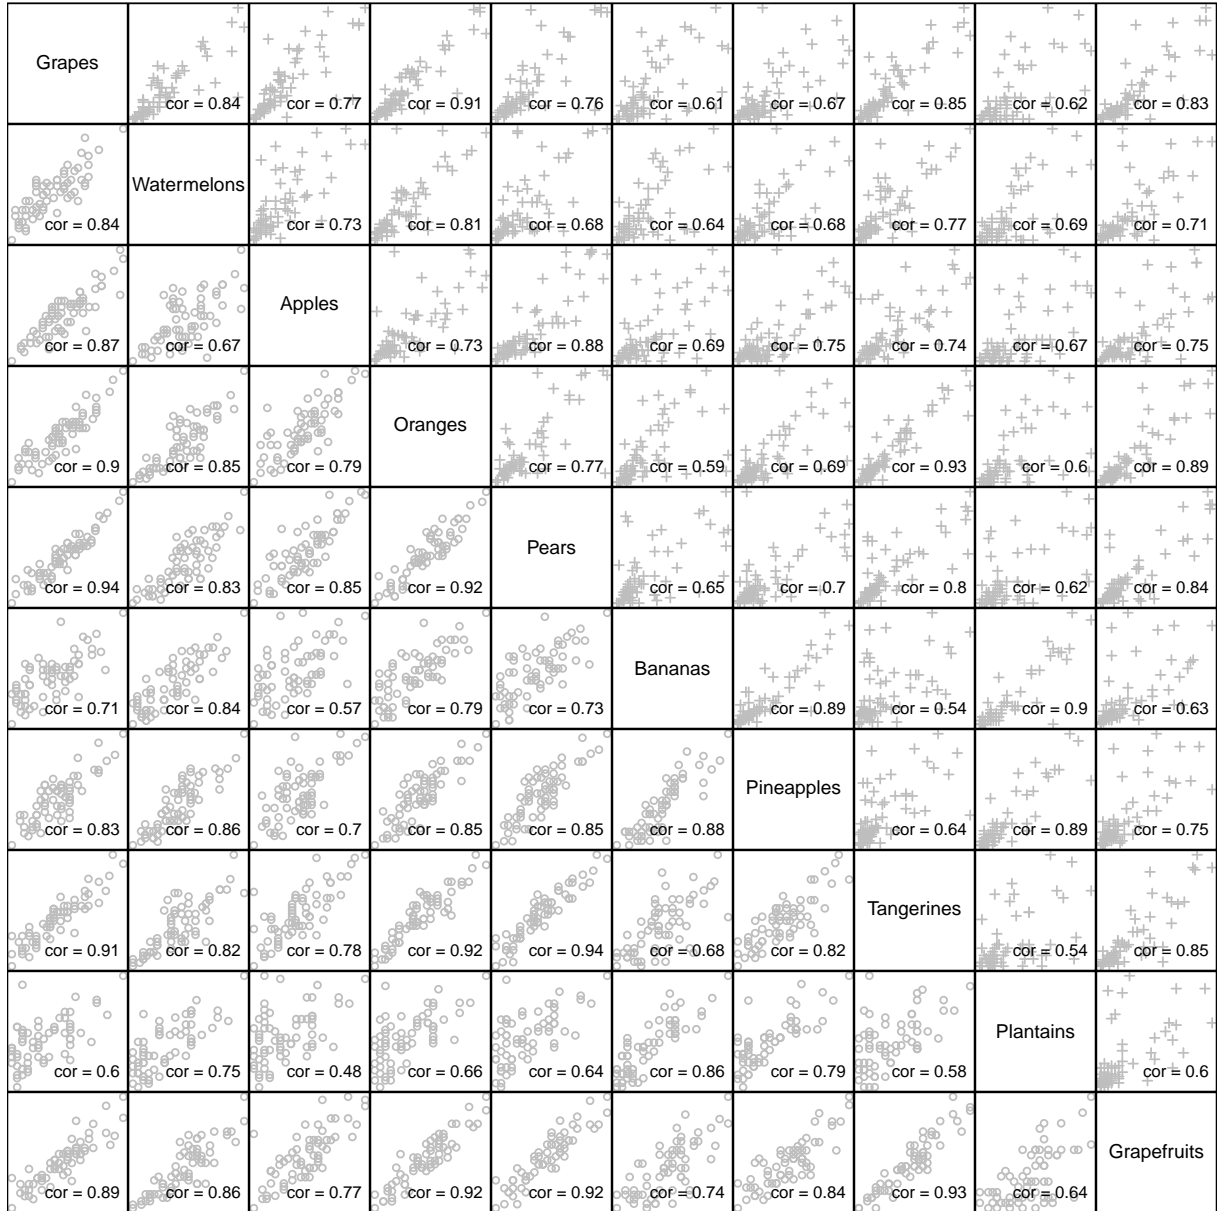 Grapes cor = 0.84 cor = 0.77 cor = 0.91 cor = 0.76 cor = 0.61 cor = 0.67 cor = 0.85 cor = 0.62 cor = 0.83
cor = 0.84 Watermelons cor = 0.73 cor = 0.81 cor = 0.68 cor = 0.64 cor = 0.68 cor = 0.77 cor = 0.69 cor = 0.71
cor = 0.87 cor = 0.67 Apples cor = 0.73 cor = 0.88 cor = 0.69 cor = 0.75 cor = 0.74 cor = 0.67 cor = 0.75
cor = 0.9 cor = 0.85 cor = 0.79 Oranges cor = 0.77 cor = 0.59 cor = 0.69 cor = 0.93 cor = 0.6 cor = 0.89
cor = 0.94 cor = 0.83 cor = 0.85 cor = 0.92 Pears cor = 0.65 cor = 0.7 cor = 0.8 cor = 0.62 cor = 0.84
cor = 0.71 cor = 0.84 cor = 0.57 cor = 0.79 cor = 0.73 Bananas cor = 0.89 cor = 0.54 cor = 0.9 cor = 0.63
cor = 0.83 cor = 0.86 cor = 0.7 cor = 0.85 cor = 0.85 cor = 0.88 Pineapples cor = 0.64 cor = 0.89 cor = 0.75
cor = 0.91 cor = 0.82 cor = 0.78 cor = 0.92 cor = 0.94 cor = 0.68 cor = 0.82 Tangerines cor = 0.54 cor = 0.85
cor = 0.6 cor = 0.75 cor = 0.48 cor = 0.66 cor = 0.64 cor = 0.86 cor = 0.79 cor = 0.58 Plantains cor = 0.6
cor = 0.89 cor = 0.86 cor = 0.77 cor = 0.92 cor = 0.92 cor = 0.74 cor = 0.84 cor = 0.93 cor = 0.64 Grapefruits